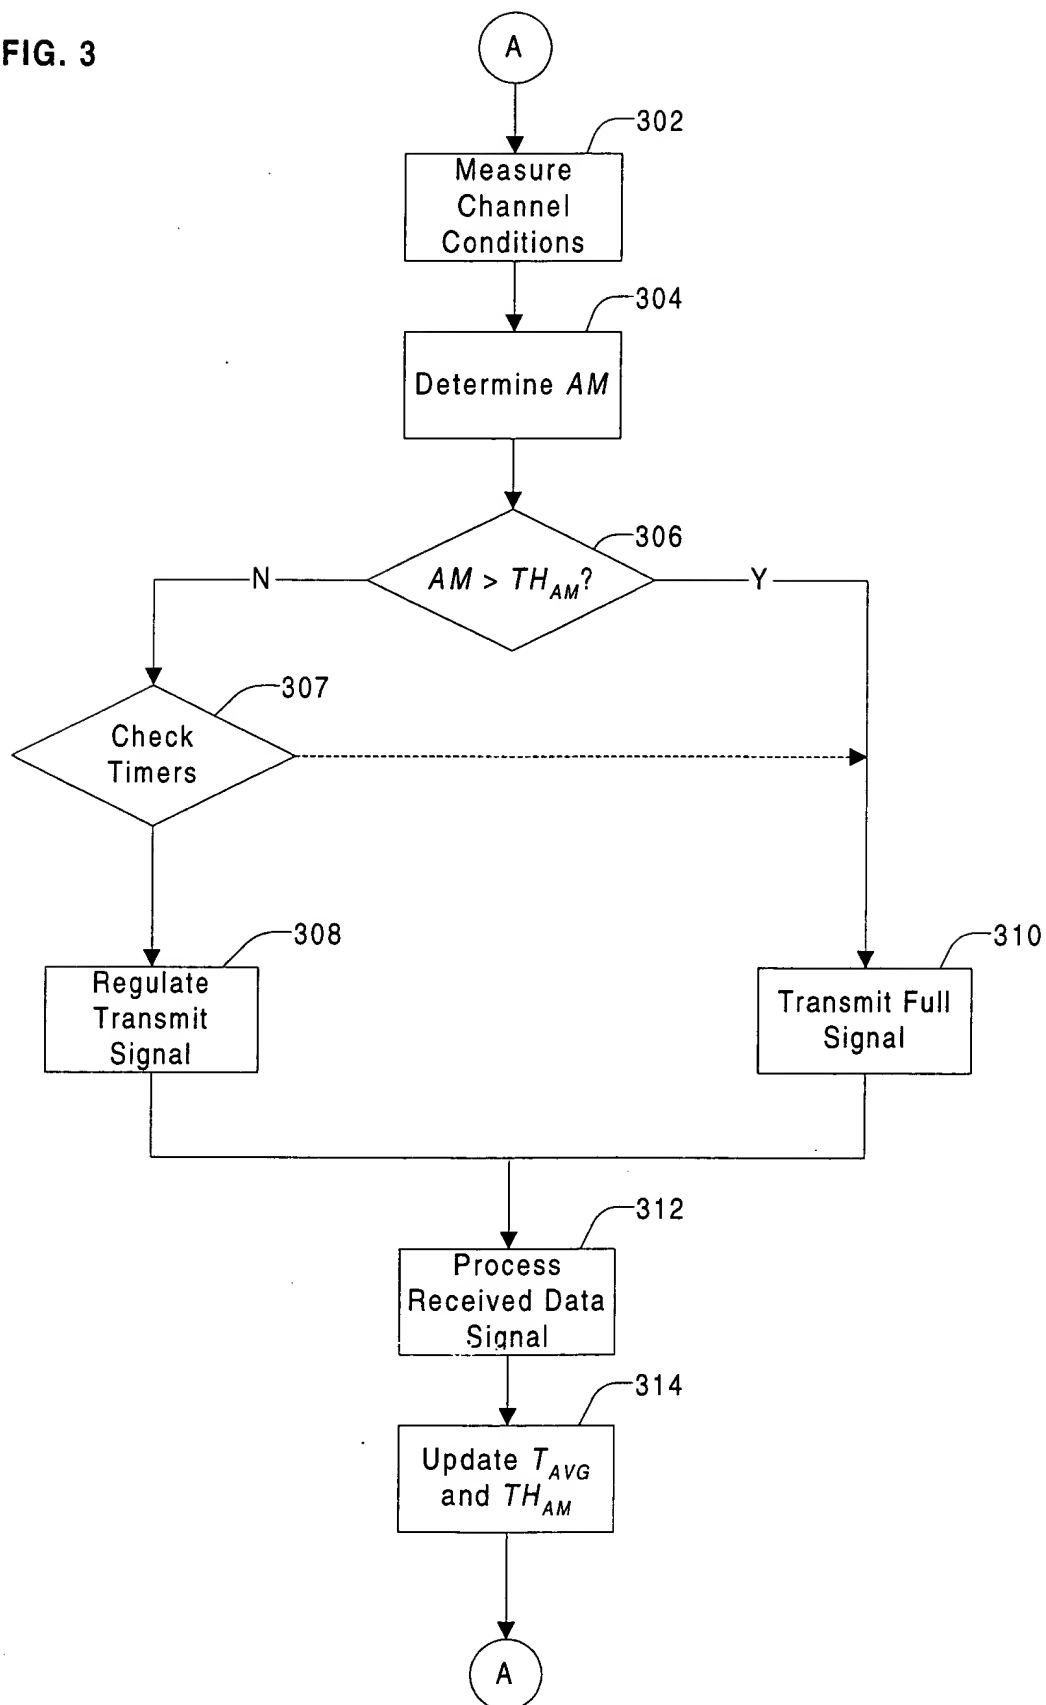 FIG. 3
A
302
Measure
Channel
Conditions
304
Determine AM
306
AM > TH_AM?
N
Y
307
Check
Timers
308
Regulate
Transmit
Signal
310
Transmit Full
Signal
312
Process
Received Data
Signal
314
Update T_AVG
and TH_AM
A